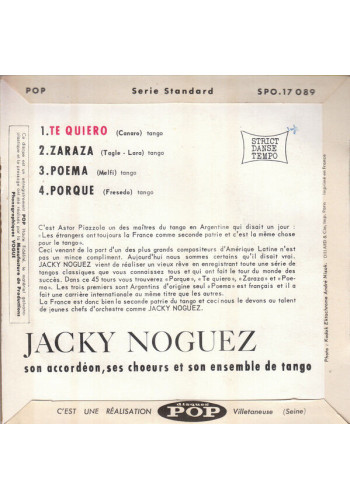 POP Serie Standard SPO.17 089
1.TE QUIERO (Canaro) tango
2.ZARAZA (Tagle - Lara) tango
3.POEMA (Melfi) tango
4.PORQUE (Fresedo) tango
STRICT
DANSE
TEMPO
C'est Astor Piazzola un des maîtres du tango en Argentine qui disait un jour :
« Les étrangers ont toujours la France comme seconde patrie et c'est la même chose
pour le tango ».
Ceci venant de la part d'un des plus grands compositeurs d'Amérique Latine n'est
pas un mince compliment. Aujourd'hui nous sommes certains qu'il disait vrai.
JACKY NOGUEZ vient de réaliser un vieux rêve en enregistrant toute une série de
tangos classiques que vous connaissez tous et qui ont fait le tour du monde des
succès. Dans ce 45 tours « Porque », « Te quiero », « Zaraza » et « Poe-
ma ». Les trois premiers sont Argentins d'origine seul « Poema » est français et il a
fait une carrière internationale au même titre que les autres.
La France est donc bien la seconde patrie du tango et ceci nous le devons au talent
de jeunes chefs d'orchestre comme JACKY NOGUEZ.
JACKY NOGUEZ
son accordéon, ses choeurs et son ensemble de tango
C'EST UNE RÉALISATION disques POP Villetaneuse (Seine)